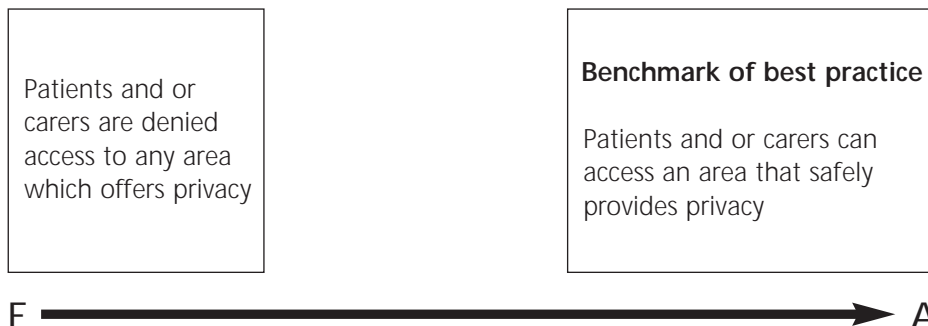 Patients and or
carers are denied
access to any area
which offers privacy
Benchmark of best practice
Patients and or carers can
access an area that safely
provides privacy
E
A